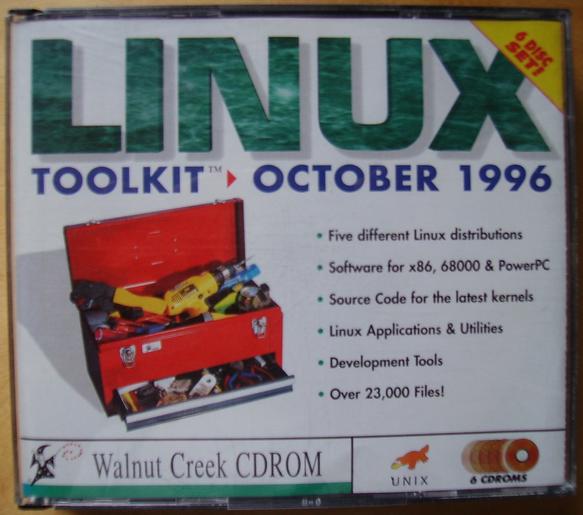 6 DISC
SET!
LINUX
TOOLKIT™ OCTOBER 1996
• Five different Linux distributions
• Software for x86, 68000 & PowerPC
• Source Code for the latest kernels
• Linux Applications & Utilities
• Development Tools
• Over 23,000 Files!
Walnut Creek CDROM
UNIX
6 CDROMS